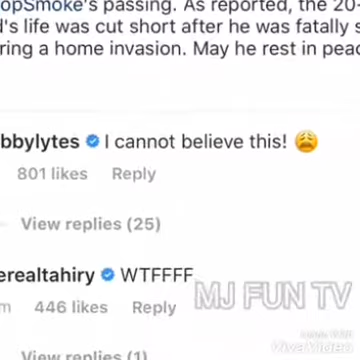 opSmoke's passing. As reported, the 20-
d's life was cut short after he was fatally s
ring a home invasion. May he rest in peac
bbylytes I cannot believe this! 😩
801 likes Reply
View replies (25)
erealtahiry WTFFFF
m 446 likes Reply
MJ FUN TV
VivaVideo
View replies (1)